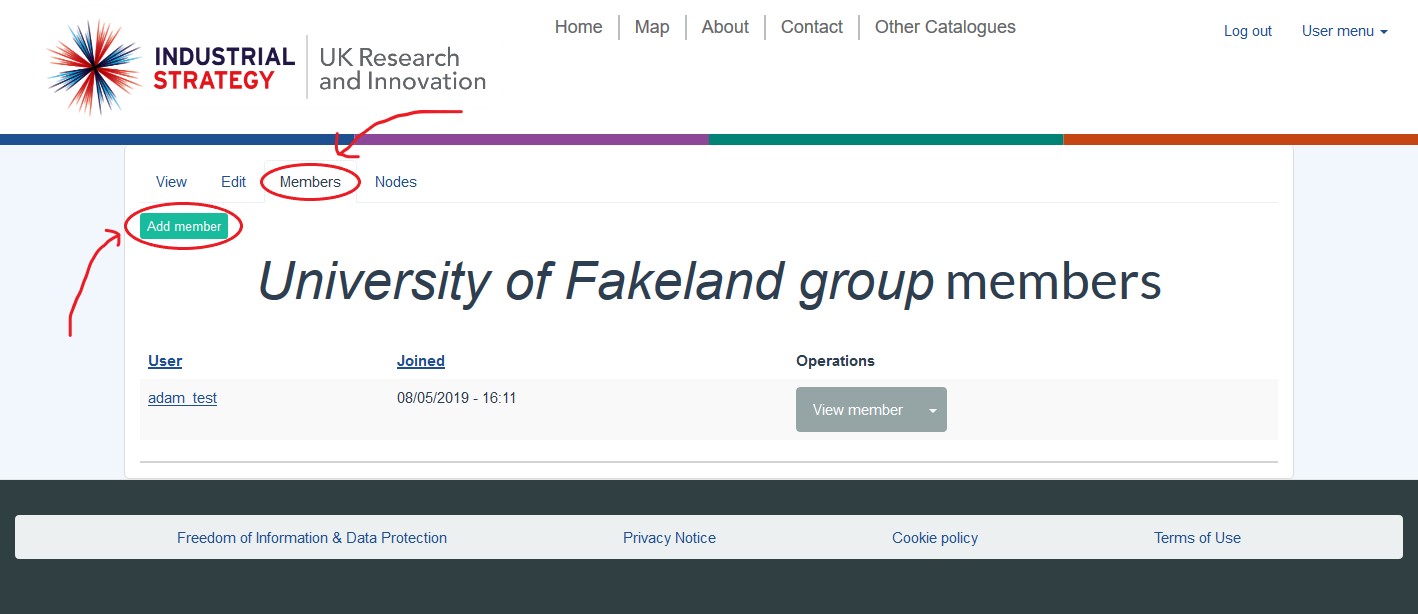 INDUSTRIAL
STRATEGY
UK Research
and Innovation
Home Map About Contact Other Catalogues
Log out User menu
View Edit Members Nodes
Add member
University of Fakeland group members
User Joined Operations
adam_test 08/05/2019 - 16:11 View member
Freedom of Information & Data Protection Privacy Notice Cookie policy Terms of Use